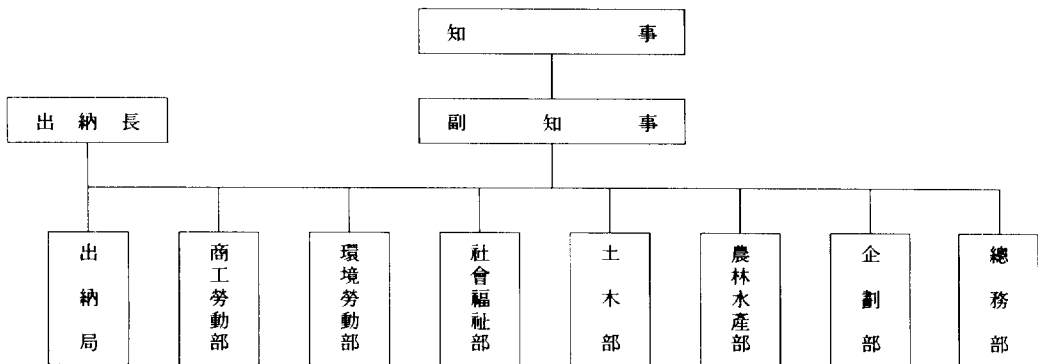 知事
副知事
出納長
出納局
商工勞動部
環境勞動部
社會福祉部
土木部
農林水產部
企劃部
總務部